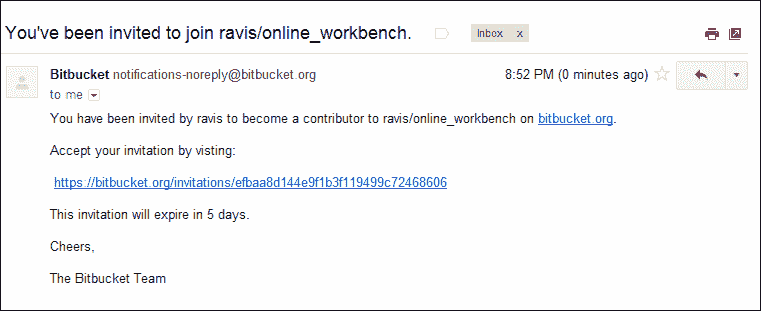 You've been invited to join ravis/online_workbench. Inbox x
Bitbucket notifications-noreply@bitbucket.org 8:52 PM (0 minutes ago)
to me
You have been invited by ravis to become a contributor to ravis/online_workbench on bitbucket.org.
Accept your invitation by visting:
https://bitbucket.org/invitations/efbaa8d144e9f1b3f119499c72468606
This invitation will expire in 5 days.
Cheers,
The Bitbucket Team